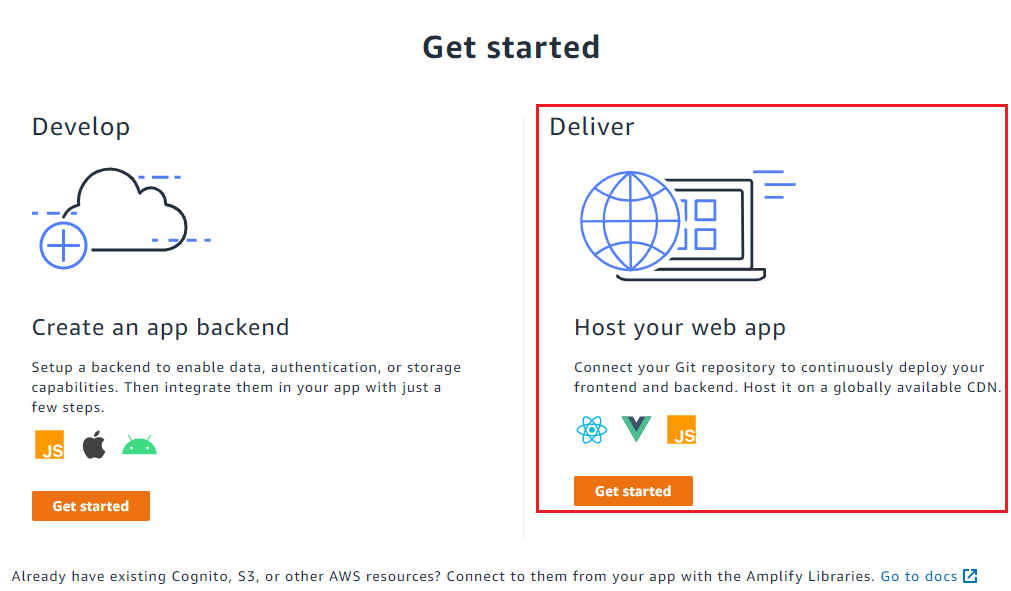 Get started
Develop
Create an app backend
Setup a backend to enable data, authentication, or storage
capabilities. Then integrate them in your app with just a
few steps.
JS
Get started
Deliver
Host your web app
Connect your Git repository to continuously deploy your
frontend and backend. Host it on a globally available CDN.
JS
Get started
Already have existing Cognito, S3, or other AWS resources? Connect to them from your app with the Amplify Libraries. Go to docs